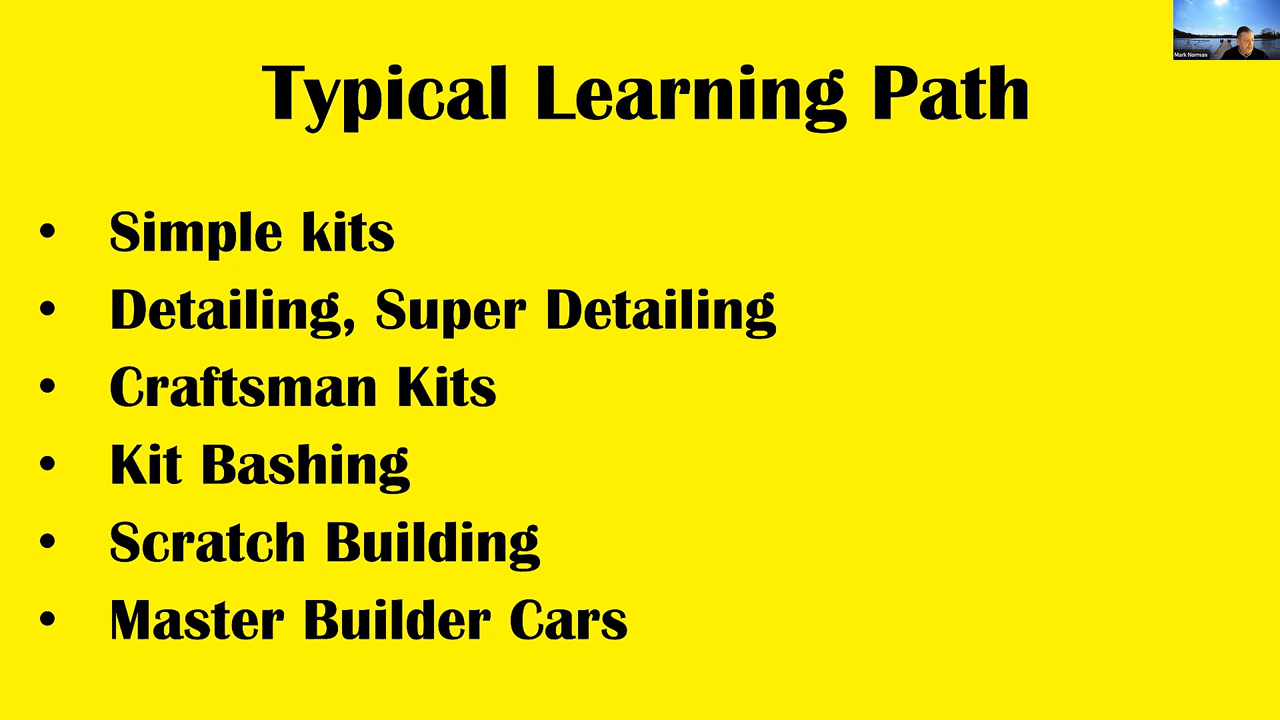 Mark Norman
Typical Learning Path
• Simple kits
• Detailing, Super Detailing
• Craftsman Kits
• Kit Bashing
• Scratch Building
• Master Builder Cars